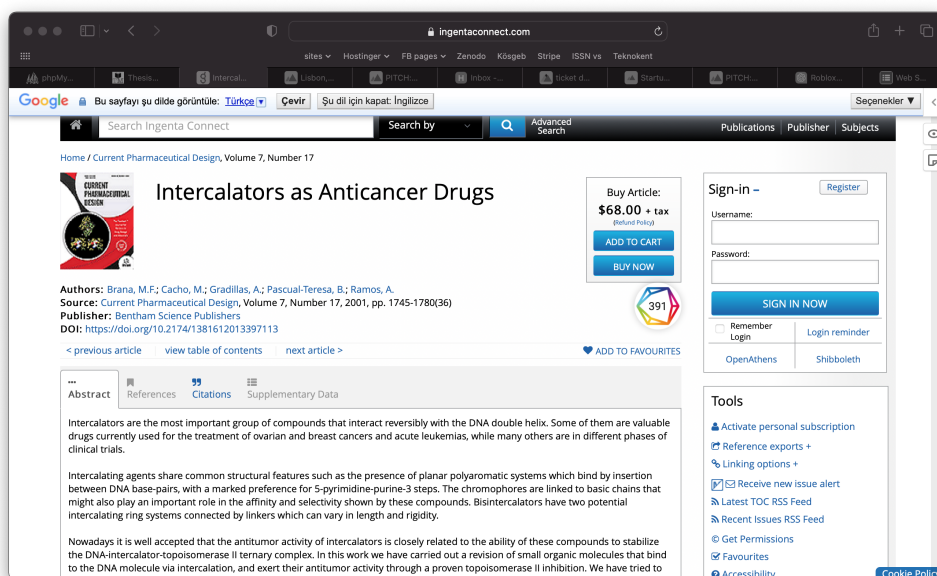 ingentaconnect.com
sites Hostinger FB pages Zenodo Kösgeb Stripe ISSN vs Teknokent
phpMy... Thesis... Intercal... Lisbon,... PITCH:... Inbox -... ticket d... Startu... PITCH:... Roblox... Web S...
Google Bu sayfayı şu dilde görüntüle: Türkçe Çevir Şu dil için kapat: İngilizce Seçenekler ▼
Search Ingenta Connect Search by Advanced Search Publications Publisher Subjects
Home / Current Pharmaceutical Design, Volume 7, Number 17
CURRENT
PHARMACEUTICAL
DESIGN
Intercalators as Anticancer Drugs
Buy Article:
$68.00 + tax
(Refund Policy)
ADD TO CART
BUY NOW
Sign-in –
Register
Username:
Password:
SIGN IN NOW
Remember Login
Login reminder
OpenAthens
Shibboleth
Authors: Brana, M.F.; Cacho, M.; Gradillas, A.; Pascual-Teresa, B.; Ramos, A.
Source: Current Pharmaceutical Design, Volume 7, Number 17, 2001, pp. 1745-1780(36)
Publisher: Bentham Science Publishers
DOI: https://doi.org/10.2174/1381612013397113
391
< previous article view table of contents next article >
ADD TO FAVOURITES
Abstract References Citations Supplementary Data
Intercalators are the most important group of compounds that interact reversibly with the DNA double helix. Some of them are valuable
drugs currently used for the treatment of ovarian and breast cancers and acute leukemias, while many others are in different phases of
clinical trials.
Intercalating agents share common structural features such as the presence of planar polyaromatic systems which bind by insertion
between DNA base-pairs, with a marked preference for 5-pyrimidine-purine-3 steps. The chromophores are linked to basic chains that
might also play an important role in the affinity and selectivity shown by these compounds. Bisintercalators have two potential
intercalating ring systems connected by linkers which can vary in length and rigidity.
Nowadays it is well accepted that the antitumor activity of intercalators is closely related to the ability of these compounds to stabilize
the DNA-intercalator-topoisomerase II ternary complex. In this work we have carried out a revision of small organic molecules that bind
to the DNA molecule via intercalation, and exert their antitumor activity through a proven topoisomerase II inhibition. We have tried to
Tools
Activate personal subscription
Reference exports +
Linking options +
Receive new issue alert
Latest TOC RSS Feed
Recent Issues RSS Feed
Get Permissions
Favourites
Accessibility
Cookie Policy